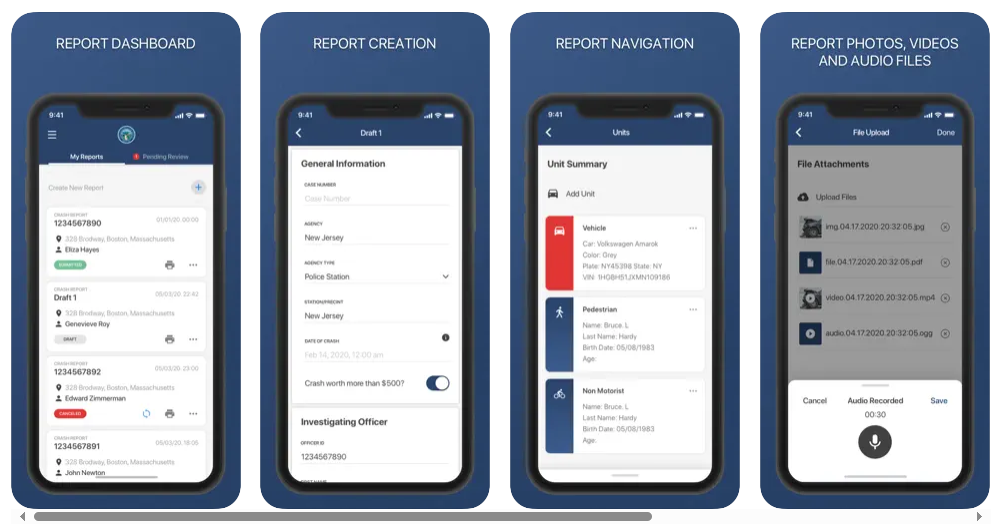 REPORT DASHBOARD
9:41
My Reports
Pending Review
Create New Report
CRASH REPORT
01/01/20 00:00
1234567890
328 Brodway, Boston, Massachusetts
Eliza Hayes
SUBMITTED
CRASH REPORT
05/03/20 22:42
Draft 1
328 Brodway, Boston, Massachusetts
Genevieve Roy
DRAFT
CRASH REPORT
05/03/20 23:00
1234567892
328 Brodway, Boston, Massachusetts
Edward Zimmerman
CANCELED
CRASH REPORT
05/03/20 18:05
1234567891
328 Brodway, Boston, Massachusetts
John Newton
REPORT CREATION
9:41
Draft 1
General Information
CASE NUMBER
Case Number
AGENCY
New Jersey
AGENCY TYPE
Police Station
STATION/PRECINT
New Jersey
DATE OF CRASH
Feb 14, 2020, 12:00 am
Crash worth more than $500?
Investigating Officer
OFFICER ID
1234567890
REPORT NAVIGATION
9:41
Units
Unit Summary
Add Unit
Vehicle
Car: Volkswagen Amarok
Color: Grey
Plate: NY45398 State: NY
VIN: 1HGBH51JXMN109186
Pedestrian
Name: Bruce. L
Last Name: Hardy
Birth Date: 05/08/1983
Age:
Non Motorist
Name: Bruce. L
Last Name: Hardy
Birth Date: 05/08/1983
Age:
REPORT PHOTOS, VIDEOS
AND AUDIO FILES
9:41
File Upload
Done
File Attachments
Upload Files
img.04.17.2020.20:32:05.jpg
file.04.17.2020.20:32:05.pdf
video.04.17.2020.20:32:05.mp4
audio.04.17.2020.20:32:05.ogg
Cancel
Audio Recorded
Save
00:30